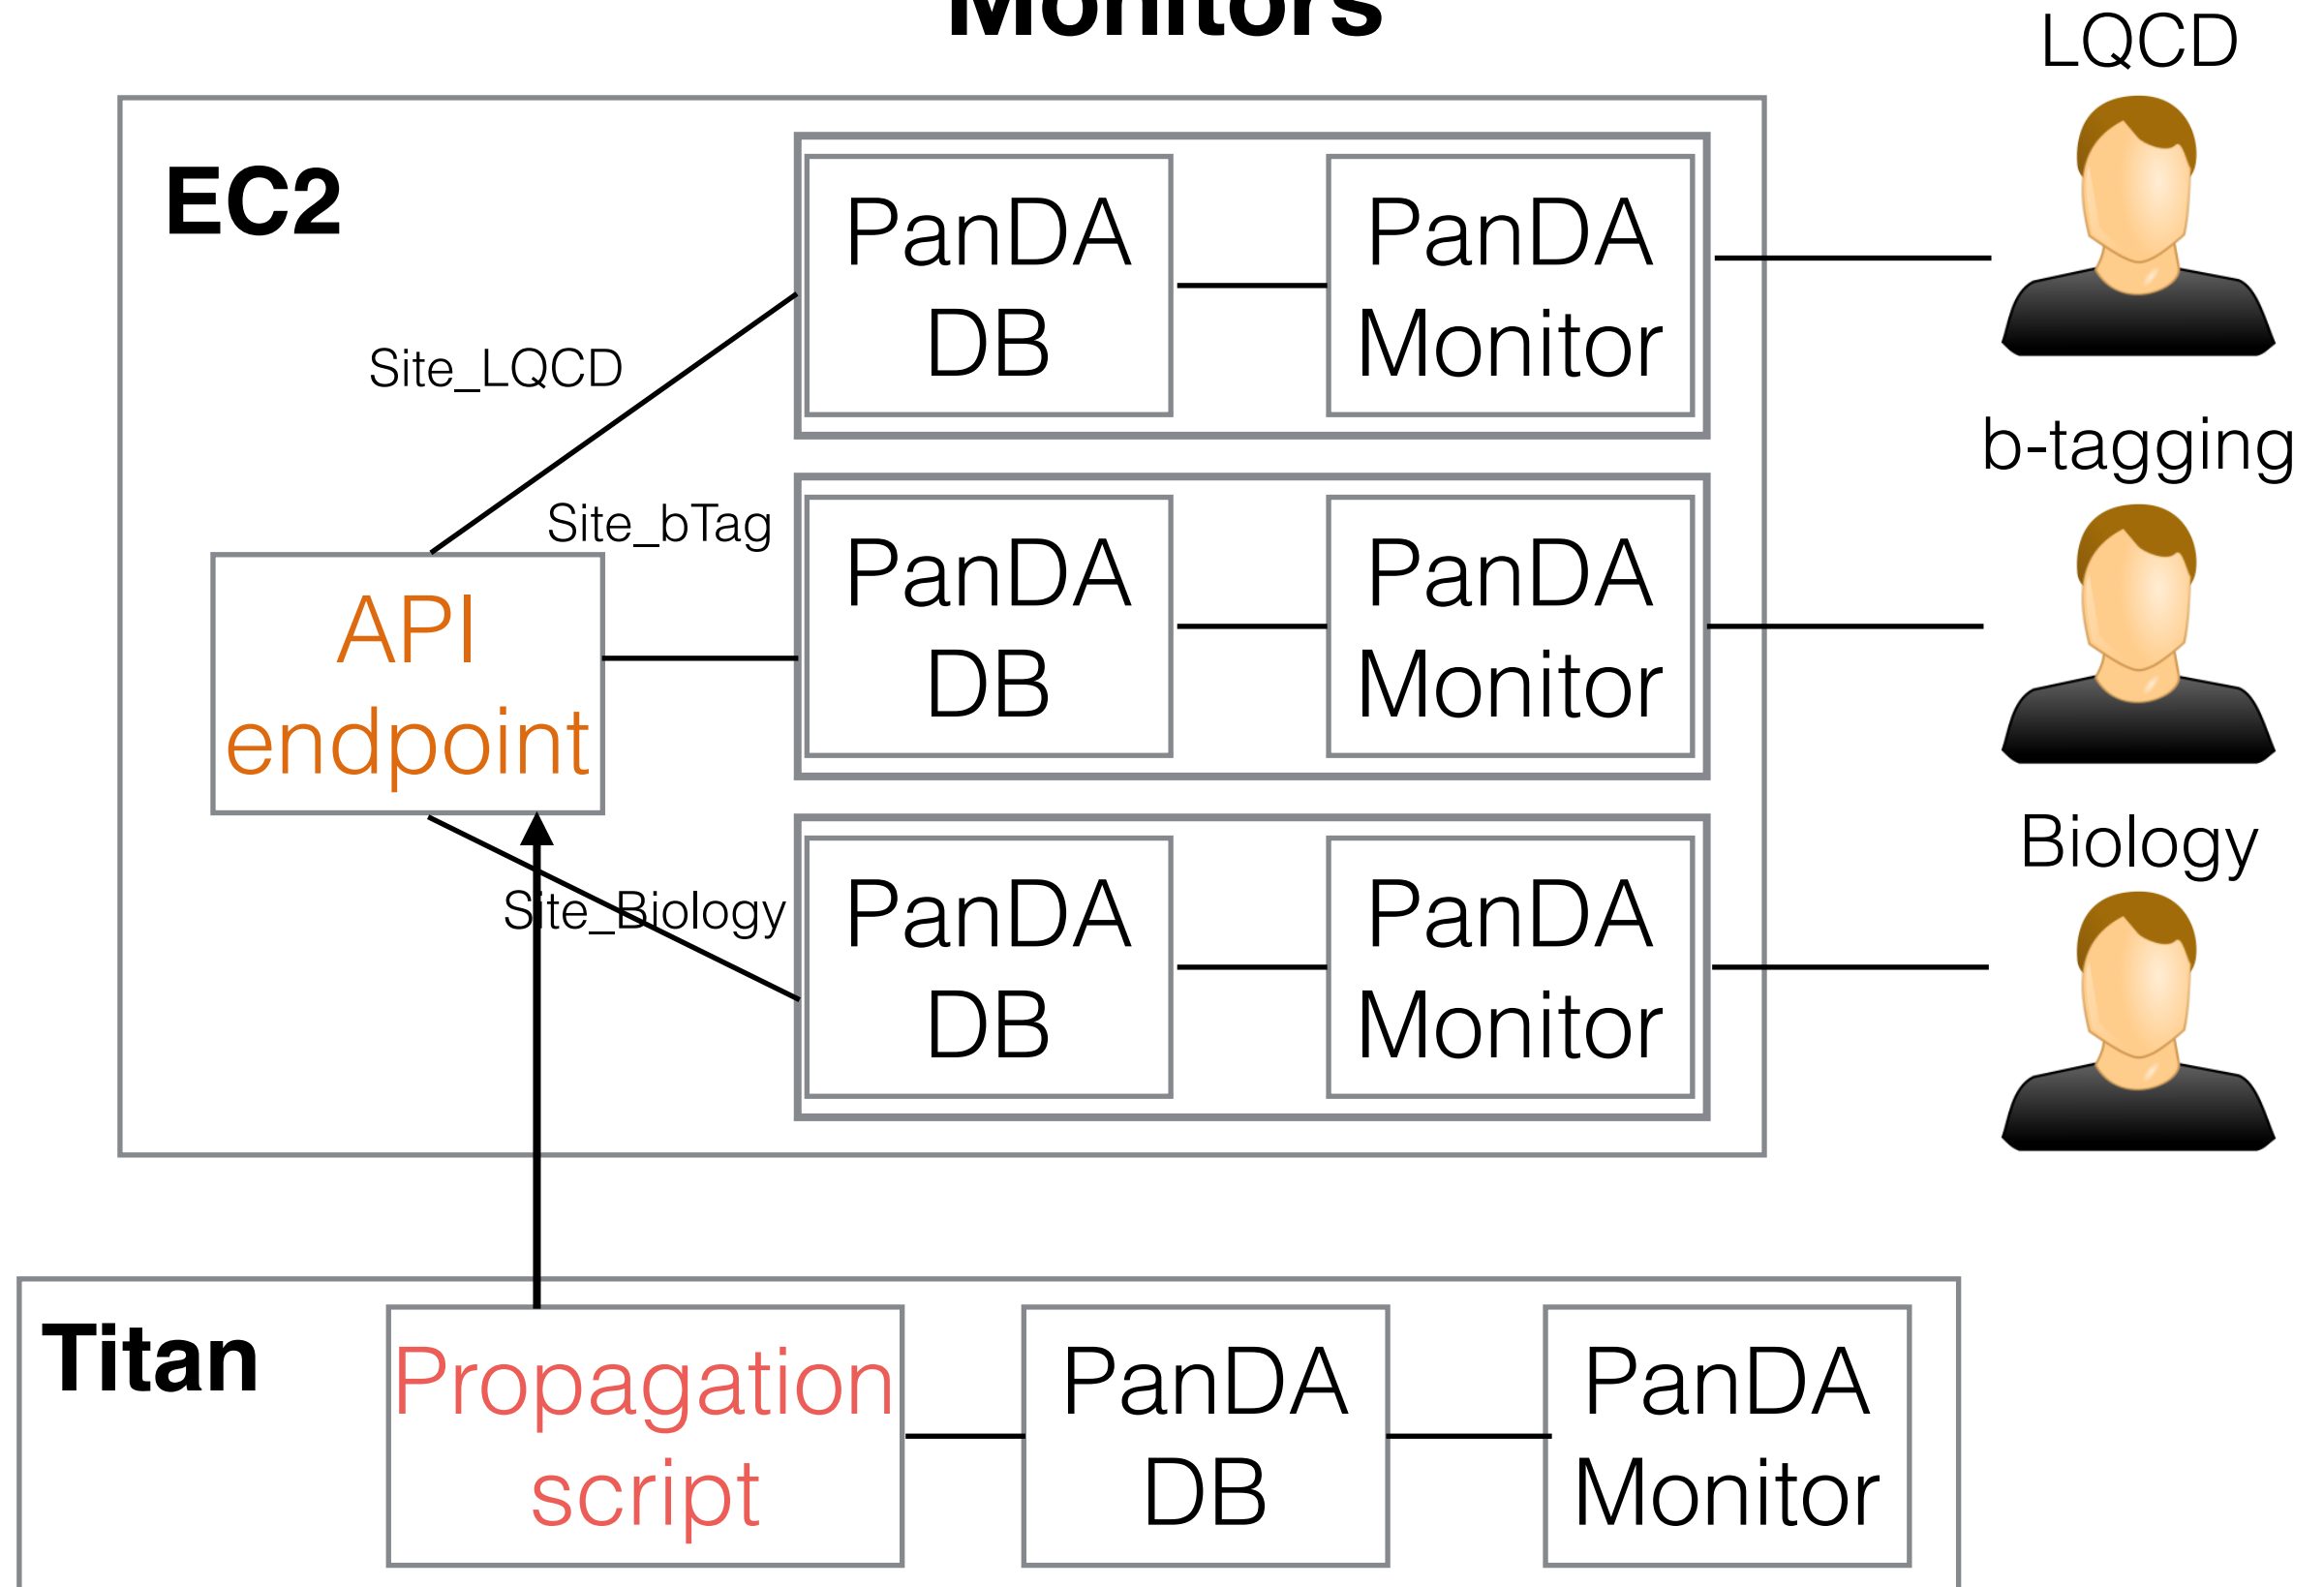 Monitors
LQCD
EC2
PanDA
DB
PanDA
Monitor
Site_LQCD
b-tagging
Site_bTag
API
endpoint
PanDA
DB
PanDA
Monitor
Biology
Site_Biology
PanDA
DB
PanDA
Monitor
Titan
Propagation
script
PanDA
DB
PanDA
Monitor